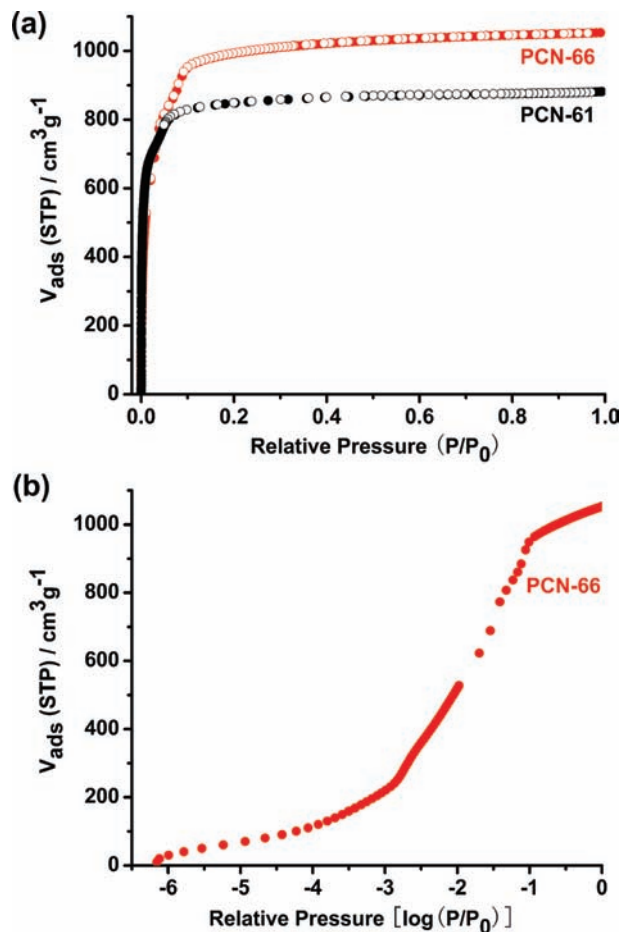 (a)
1000
800
600
400
200
0
V_ads (STP) / cm³g⁻¹
PCN-66
PCN-61
0.0 0.2 0.4 0.6 0.8 1.0
Relative Pressure (P/P₀)
(b)
1000
800
600
400
200
0
V_ads (STP) / cm³g⁻¹
PCN-66
-6 -5 -4 -3 -2 -1 0
Relative Pressure [log(P/P₀)]